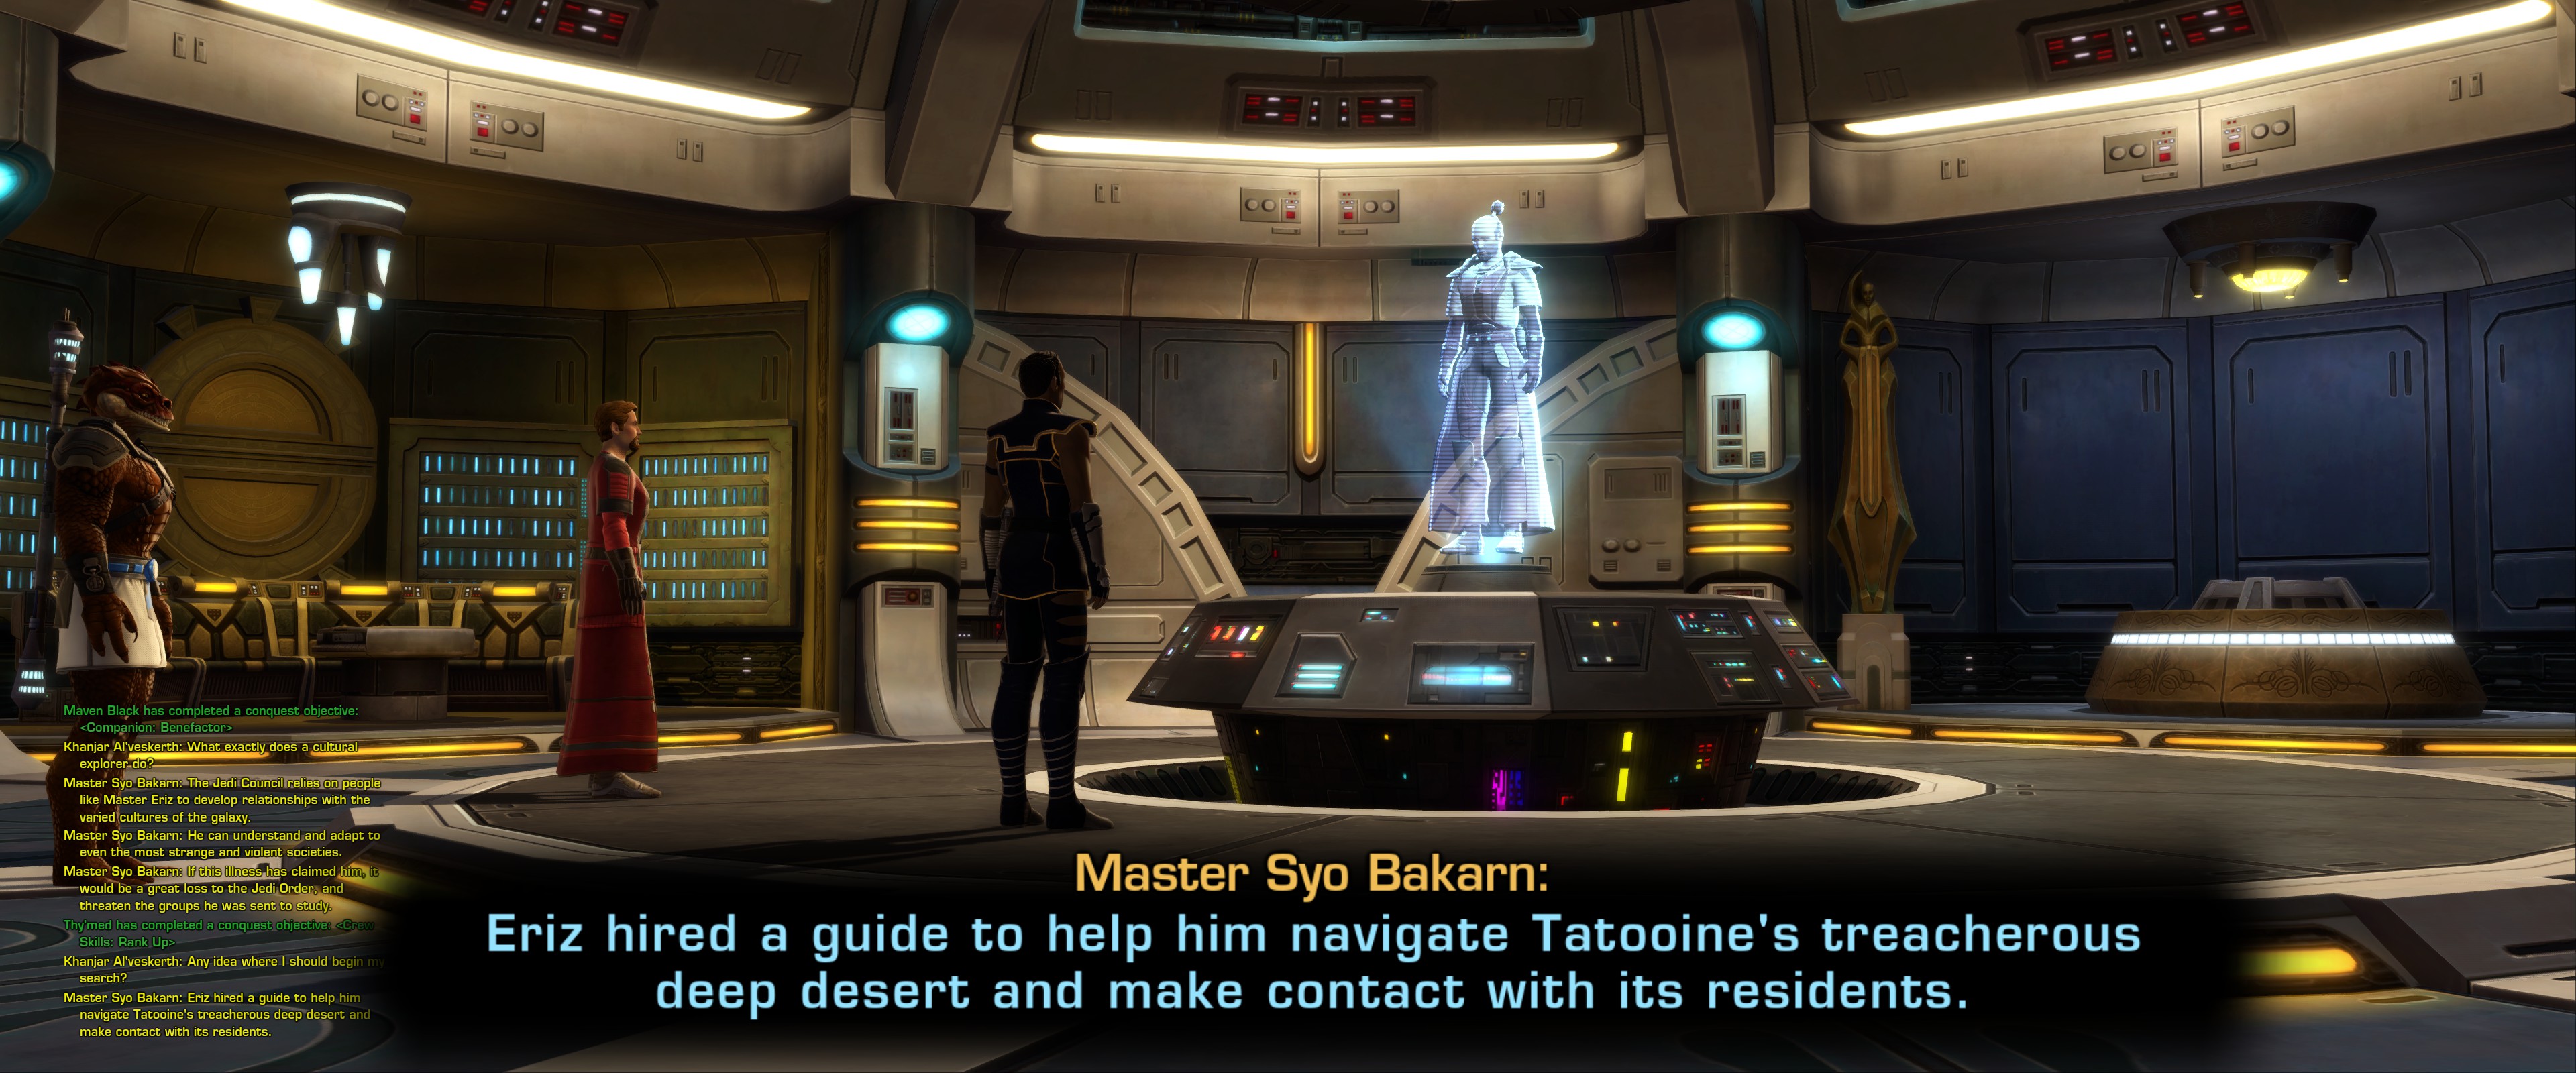 Maven Black has completed a conquest objective:
<Companion: Benefactor>
Khanjar Al'veskerth: What exactly does a cultural
explorer do?
Master Syo Bakarn: The Jedi Council relies on people
like Master Eriz to develop relationships with the
varied cultures of the galaxy.
Master Syo Bakarn: He can understand and adapt to
even the most strange and violent societies.
Master Syo Bakarn: If this illness has claimed him, it
would be a great loss to the Jedi Order, and
threaten the groups he was sent to study.
Thy'med has completed a conquest objective: <Crew
Skills: Rank Up>
Khanjar Al'veskerth: Any idea where I should begin my
search?
Master Syo Bakarn: Eriz hired a guide to help him
navigate Tatooine's treacherous deep desert and
make contact with its residents.
Master Syo Bakarn:
Eriz hired a guide to help him navigate Tatooine's treacherous
deep desert and make contact with its residents.